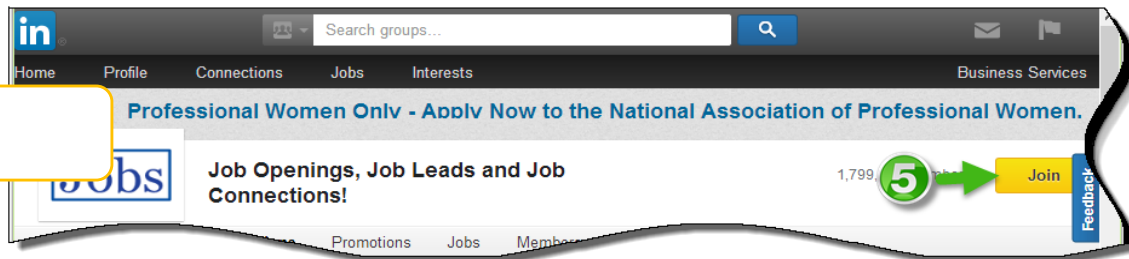 in
Search groups...
Home Profile Connections Jobs Interests Business Services
Professional Women Only - Apply Now to the National Association of Professional Women.
Jobs
Job Openings, Job Leads and Job
Connections!
1,799,
5
Join
Feedback
Promotions Jobs